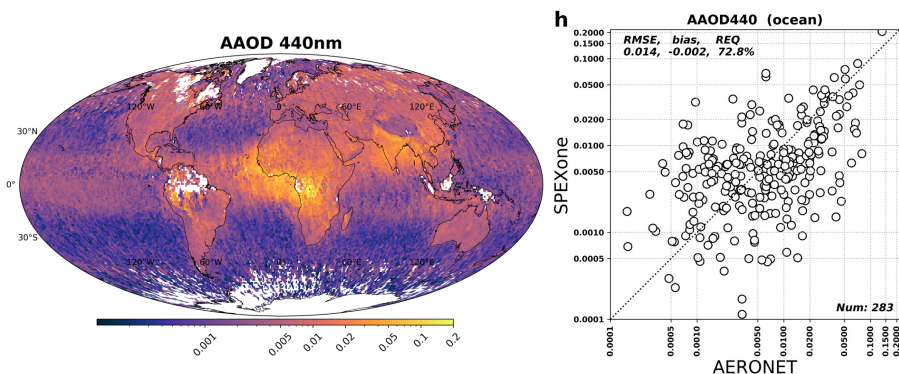 AAOD 440nm
120°W 60°W 0° 60°E 120°E
30°N
0°
30°S
120°W 60°W 0° 60°E 120°E
0.001 0.005 0.01 0.02 0.05 0.1 0.2
h
AAOD440 (ocean)
RMSE, bias, REQ
0.014, -0.002, 72.8%
0.2000
0.1500
0.0500
0.0200
0.0100
0.0050
0.0010
0.0005
0.0001
SPEXone
Num: 283
0.0001 0.0005 0.0010 0.0050 0.0100 0.0200 0.0500 0.1000 0.1500 0.2000
AERONET